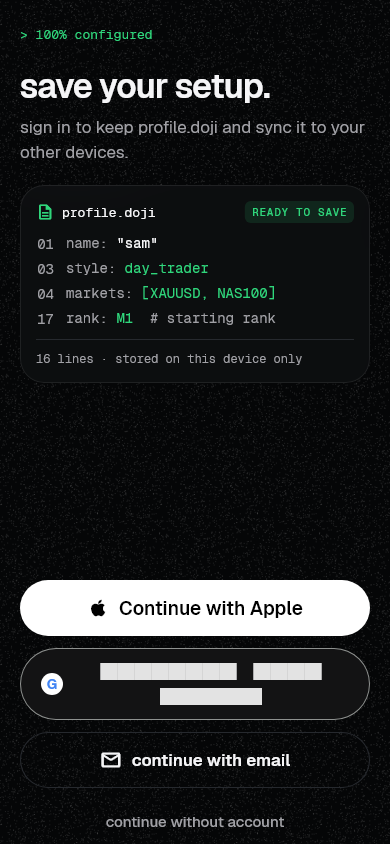 > 100% configured
save your setup.
sign in to keep profile.doji and sync it to your
other devices.
profile.doji
READY TO SAVE
01 name: "sam"
03 style: day_trader
04 markets: [XAUUSD, NAS100]
17 rank: M1 # starting rank
16 lines · stored on this device only
Continue with Apple
G
continue with email
continue without account